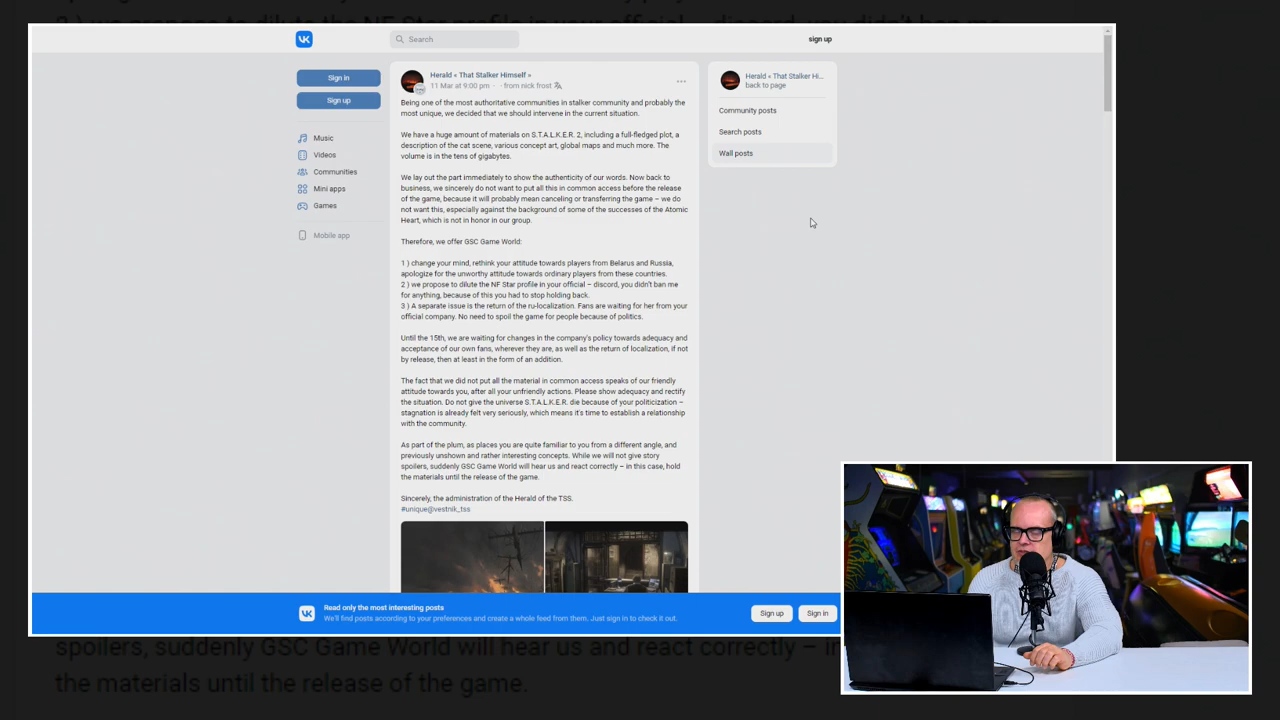 Search
sign up
Sign in
Sign up
Music
Videos
Communities
Mini apps
Games
Mobile app
Herald « That Stalker Himself »
11 Mar at 9:00 pm · · from nick frost
Being one of the most authoritative communities in stalker community and probably the
most unique, we decided that we should intervene in the current situation.
We have a huge amount of materials on S.T.A.L.K.E.R. 2, including a full-fledged plot, a
description of the cat scene, various concept art, global maps and much more. The
volume is in the tens of gigabytes.
We lay out the part immediately to show the authenticity of our words. Now back to
business, we sincerely do not want to put all this in common access before the release
of the game, because it will probably mean canceling or transferring the game – we do
not want this, especially against the background of some of the successes of the Atomic
Heart, which is not in honor in our group.
Therefore, we offer GSC Game World:
1 ) change your mind, rethink your attitude towards players from Belarus and Russia,
apologize for the unworthy attitude towards ordinary players from these countries.
2 ) we propose to dilute the NF Star profile in your official – discord, you didn't ban me
for anything, because of this you had to stop holding back.
3 ) A separate issue is the return of the ru-localization. Fans are waiting for her from your
official company. No need to spoil the game for people because of politics.
Until the 15th, we are waiting for changes in the company's policy towards adequacy and
acceptance of our own fans, wherever they are, as well as the return of localization, if not
by release, then at least in the form of an addition.
The fact that we did not put all the material in common access speaks of our friendly
attitude towards you, after all your unfriendly actions. Please show adequacy and rectify
the situation. Do not give the universe S.T.A.L.K.E.R. die because of your politicization –
stagnation is already felt very seriously, which means it's time to establish a relationship
with the community.
As part of the plum, as places you are quite familiar to you from a different angle, and
previously unshown and rather interesting concepts. While we will not give story
spoilers, suddenly GSC Game World will hear us and react correctly – in this case, hold
the materials until the release of the game.
Sincerely, the administration of the Herald of the TSS.
#unique@vestnik_tss
Herald « That Stalker Hi...
back to page
Community posts
Search posts
Wall posts
Read only the most interesting posts
We'll find posts according to your preferences and create a whole feed from them. Just sign in to check it out.
Sign up
Sign in
spoilers, suddenly GSC Game World will hear us and react correctly – in
the materials until the release of the game.